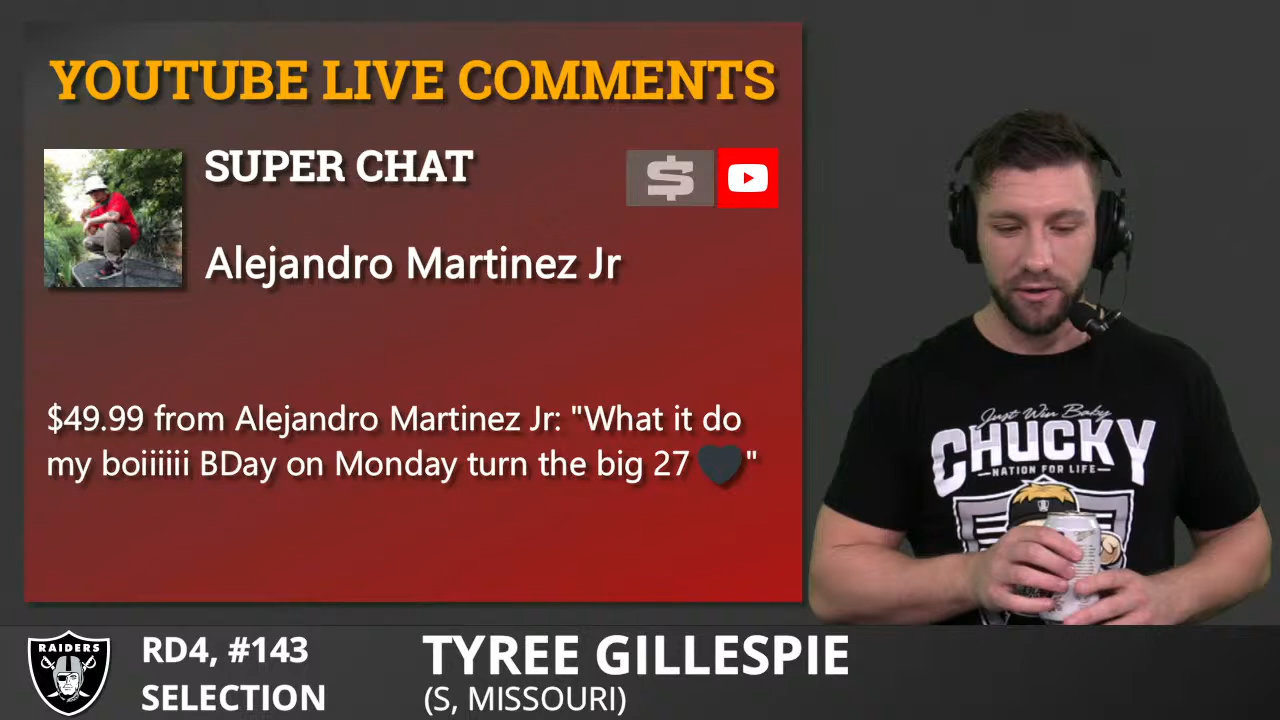 YOUTUBE LIVE COMMENTS
SUPER CHAT
$
Alejandro Martinez Jr
$49.99 from Alejandro Martinez Jr: "What it do
my boiiiiii BDay on Monday turn the big 27 🖤"
Just Win Baby
CHUCKY
NATION FOR LIFE
RAIDERS
RD4, #143
SELECTION
TYREE GILLESPIE
(S, MISSOURI)